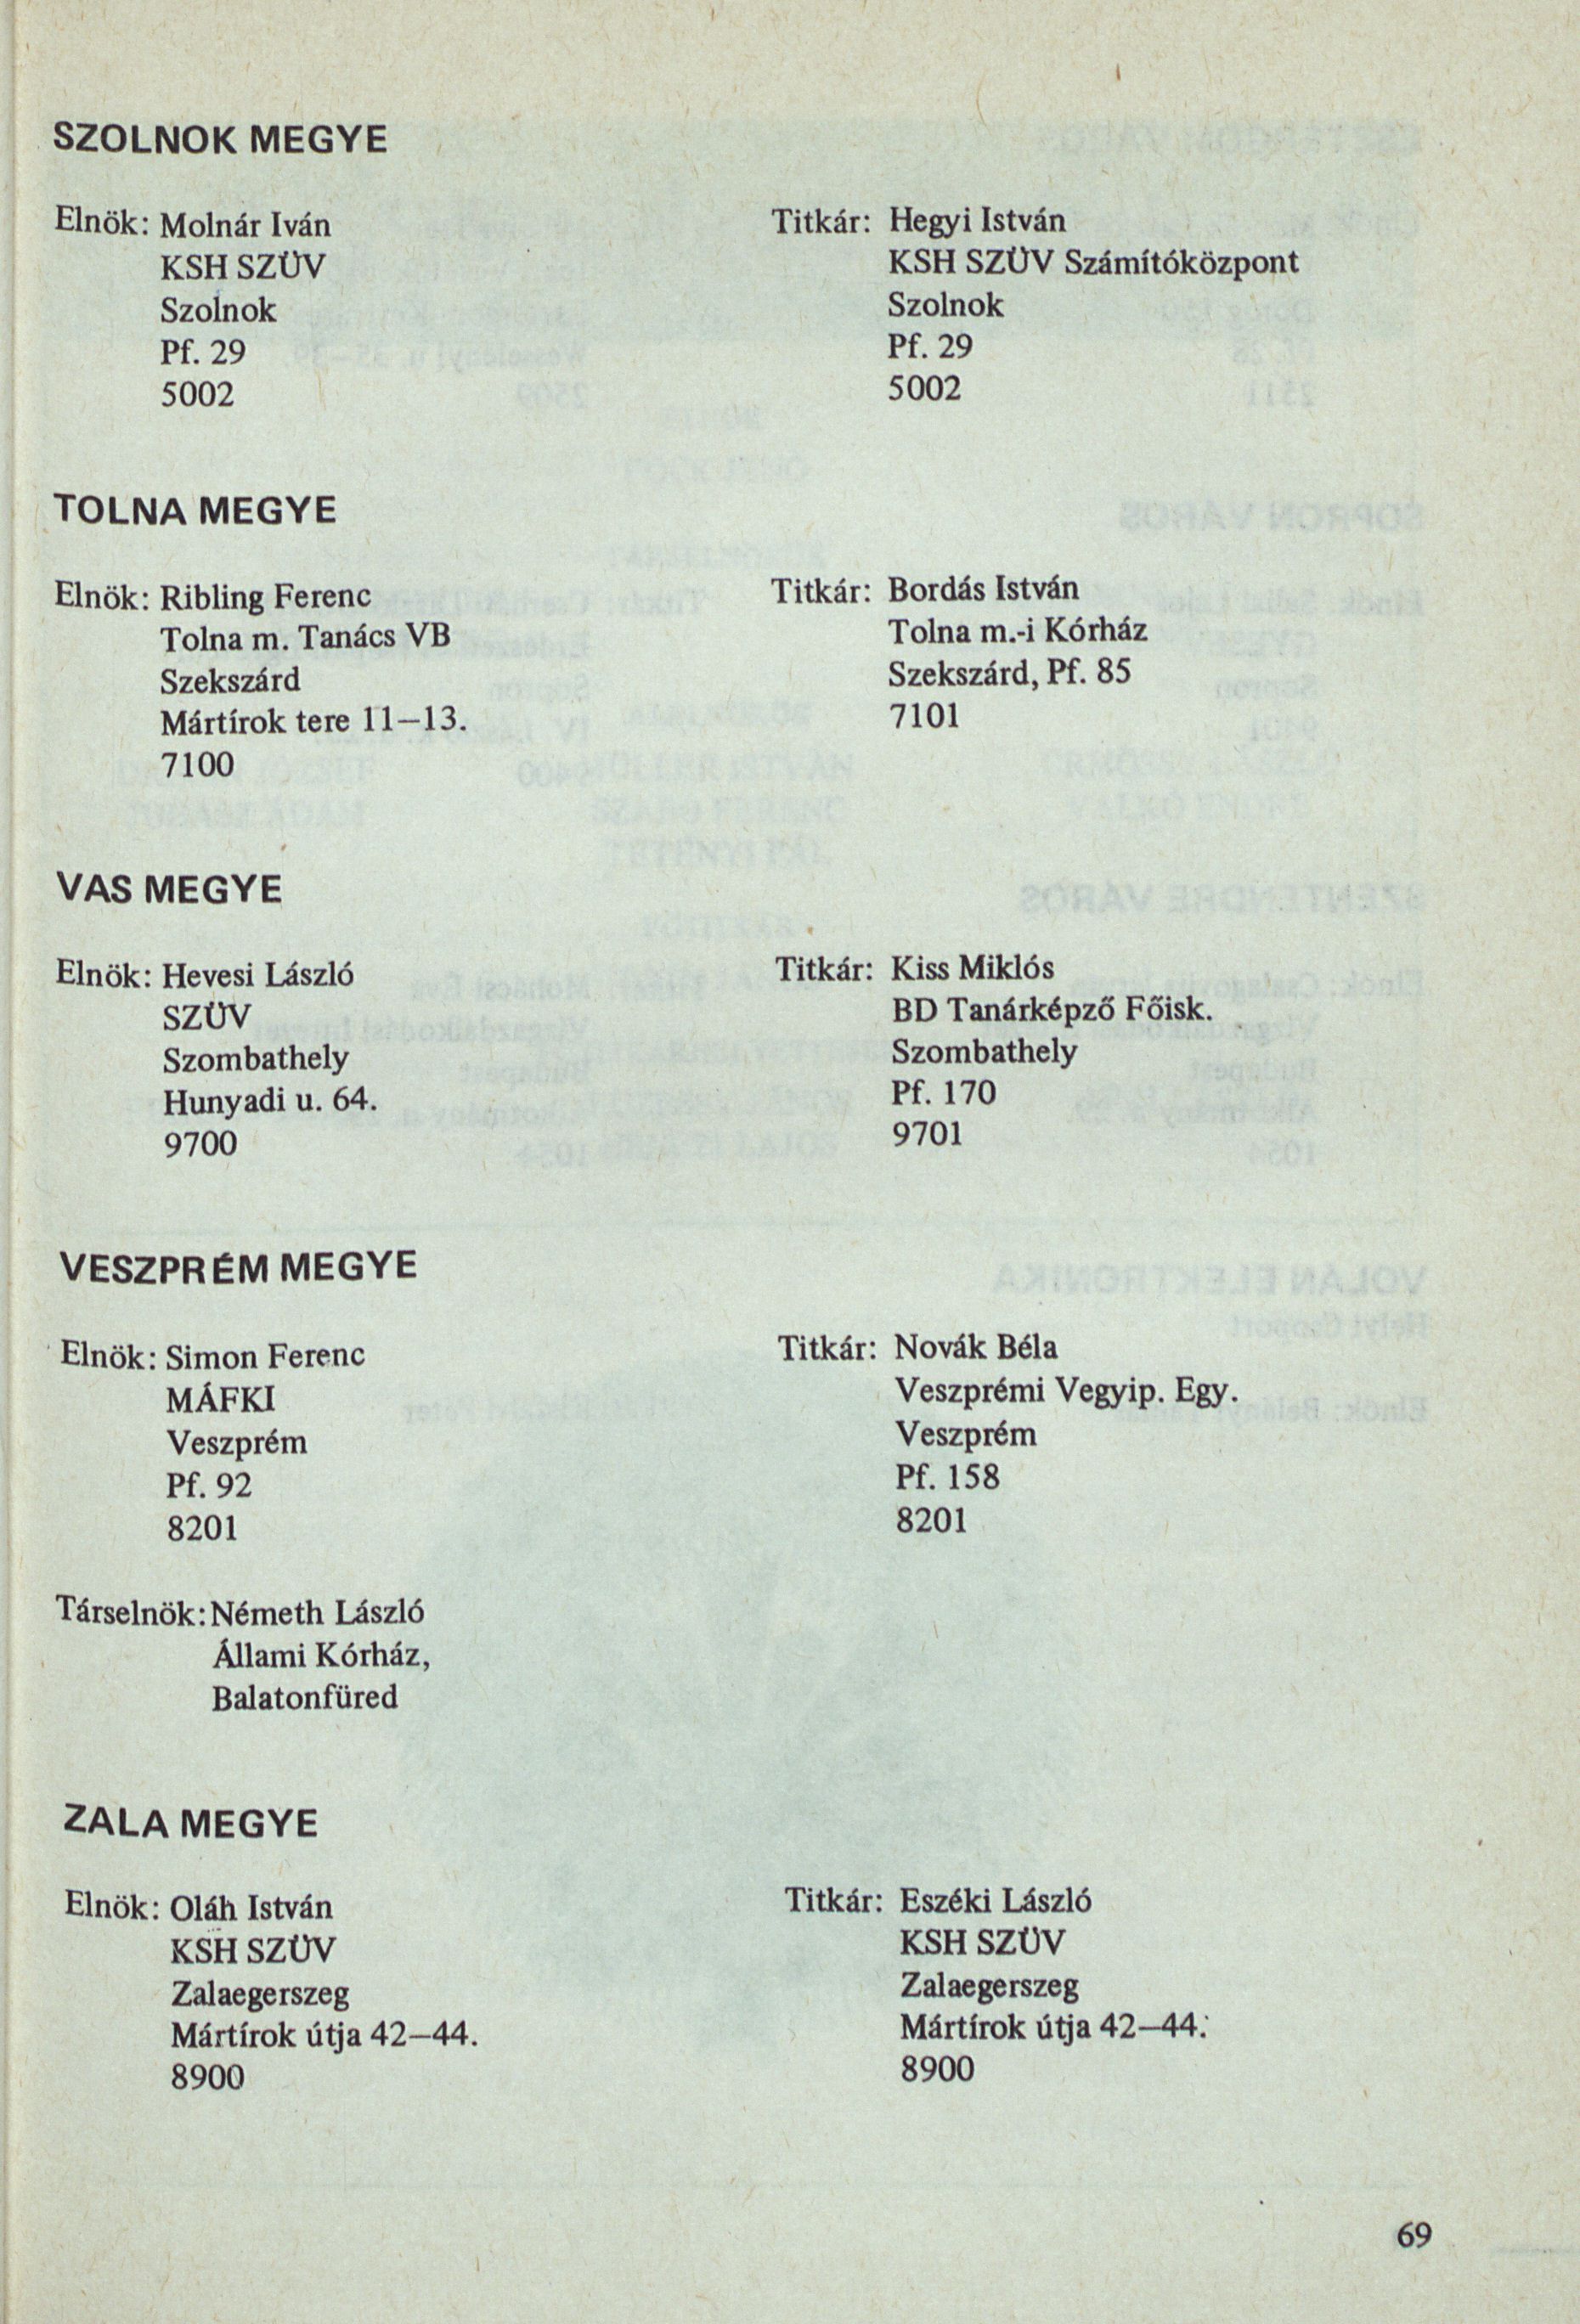 SZOLNOK MEGYE
Elnök: Molnár Iván
KSH SZÜV
Szolnok
Pf. 29
5002
Titkár: Hegyi István
KSH SZÜV Számítóközpont
Szolnok
Pf. 29
5002
TOLNA MEGYE
Elnök: Ribling Ferenc
Tolna m. Tanács VB
Szekszárd
Mártírok tere 11–13.
7100
Titkár: Bordás István
Tolna m.-i Kórház
Szekszárd, Pf. 85
7101
VAS MEGYE
Elnök: Hevesi László
SZÜV
Szombathely
Hunyadi u. 64.
9700
Titkár: Kiss Miklós
BD Tanárképző Főisk.
Szombathely
Pf. 170
9701
VESZPRÉM MEGYE
Elnök: Simon Ferenc
MÁFKI
Veszprém
Pf. 92
8201
Titkár: Novák Béla
Veszprémi Vegyip. Egy.
Veszprém
Pf. 158
8201
Társelnök: Németh László
Állami Kórház,
Balatonfüred
ZALA MEGYE
Elnök: Oláh István
KSH SZÜV
Zalaegerszeg
Mártírok útja 42–44.
8900
Titkár: Eszéki László
KSH SZÜV
Zalaegerszeg
Mártírok útja 42–44.
8900
69